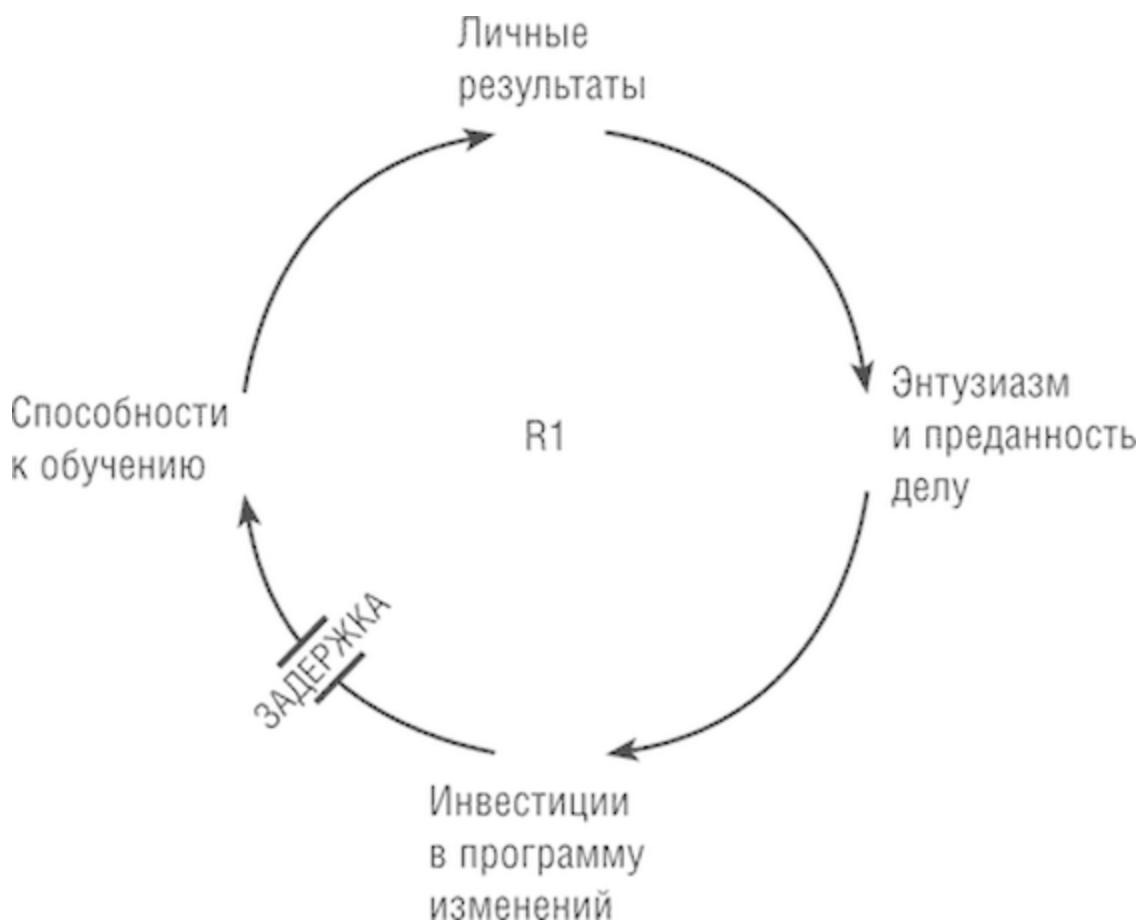 Личные
результаты
Энтузиазм
и преданность
делу
Способности
к обучению
R1
ЗАДЕРЖКА
Инвестиции
в программу
изменений